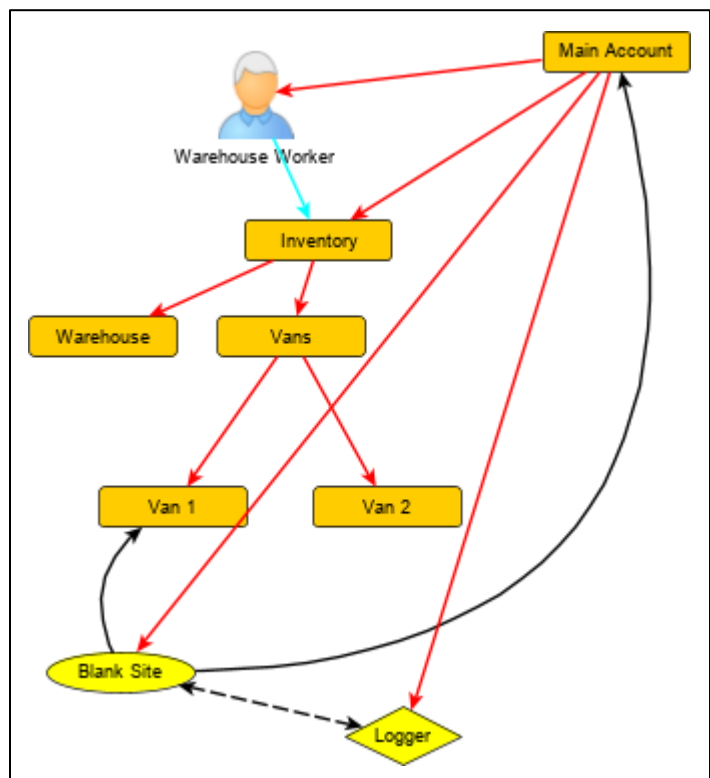 Main Account
Warehouse Worker
Inventory
Warehouse
Vans
Van 1
Van 2
Blank Site
Logger